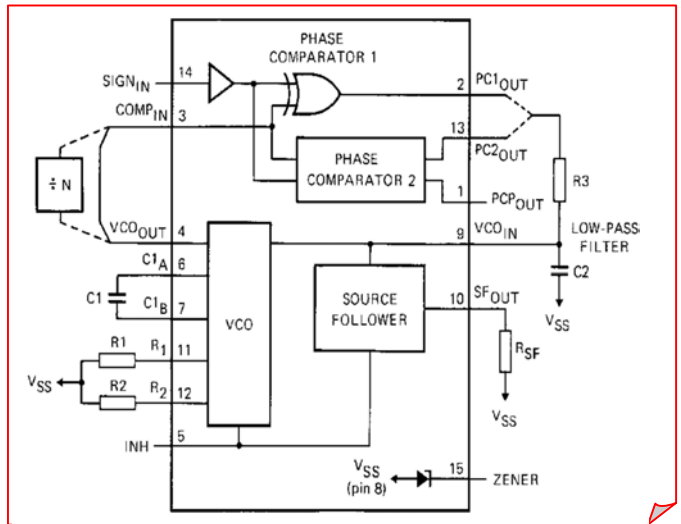 PHASE
COMPARATOR 1
SIGN_IN 14
2 PC1_OUT
COMP_IN 3
13
PC2_OUT
÷ N
PHASE
COMPARATOR 2
R3
1 PCP_OUT
VCO_OUT 4
9 VCO_IN
LOW-PASS
FILTER
C1_A 6
C2
C1
SOURCE
FOLLOWER
10 SF_OUT
V_SS
C1_B 7
VCO
R1 R_1 11
R_SF
V_SS
R2 R_2 12
V_SS
INH 5
V_SS
(pin 8)
15 ZENER